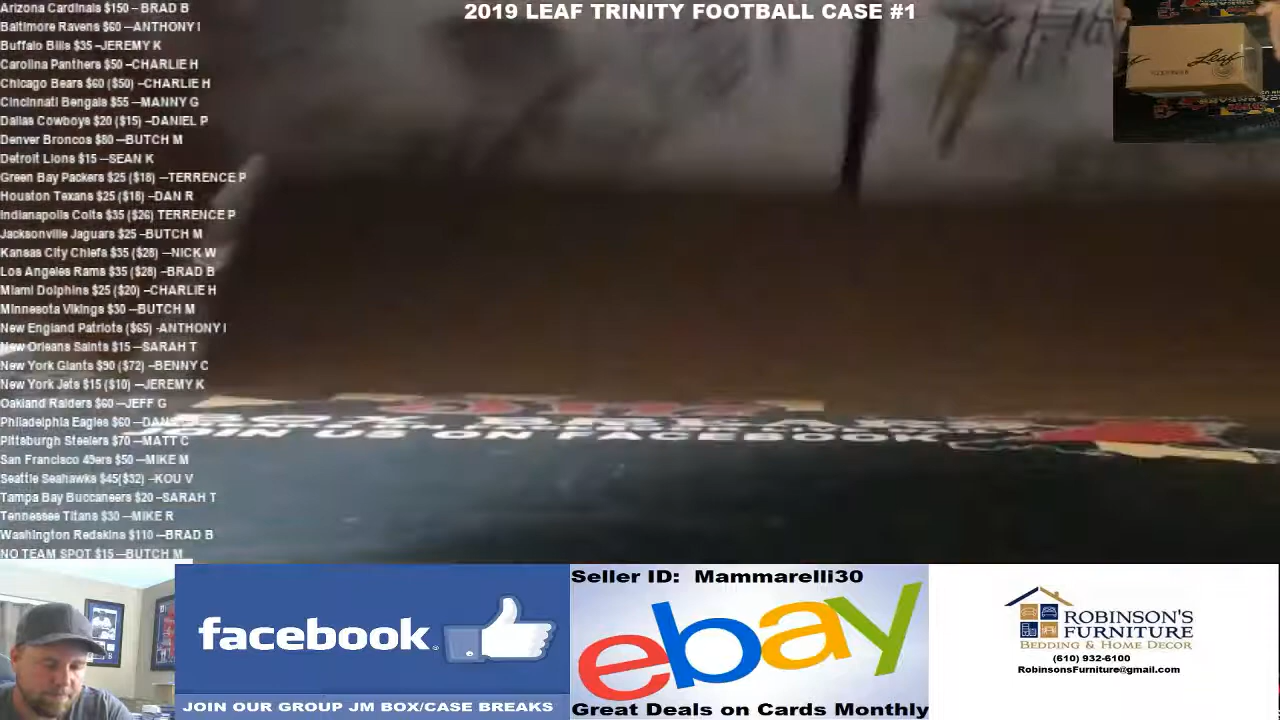 2019 LEAF TRINITY FOOTBALL CASE #1
Arizona Cardinals $150 – BRAD B
Baltimore Ravens $60 –ANTHONY I
Buffalo Bills $35 –JEREMY K
Carolina Panthers $50 –CHARLIE H
Chicago Bears $60 ($50) –CHARLIE H
Cincinnati Bengals $55 –MANNY G
Dallas Cowboys $20 ($15) –DANIEL P
Denver Broncos $80 –BUTCH M
Detroit Lions $15 –SEAN K
Green Bay Packers $25 ($18) –TERRENCE P
Houston Texans $25 ($18) –DAN R
Indianapolis Colts $35 ($26) TERRENCE P
Jacksonville Jaguars $25 –BUTCH M
Kansas City Chiefs $35 ($28) –NICK W
Los Angeles Rams $35 ($28) –BRAD B
Miami Dolphins $25 ($20) –CHARLIE H
Minnesota Vikings $30 –BUTCH M
New England Patriots ($65) -ANTHONY I
New Orleans Saints $15 –SARAH T
New York Giants $90 ($72) –BENNY C
New York Jets $15 ($10) –JEREMY K
Oakland Raiders $60 –JEFF G
Philadelphia Eagles $60 –DAN
Pittsburgh Steelers $70 –MATT C
San Francisco 49ers $50 –MIKE M
Seattle Seahawks $45($32) –KOU V
Tampa Bay Buccaneers $20 –SARAH T
Tennessee Titans $30 –MIKE R
Washington Redskins $110 –BRAD B
NO TEAM SPOT $15 –BUTCH M
Leaf
JOIN US ON FACEBOOK
facebook
JOIN OUR GROUP JM BOX/CASE BREAKS
Seller ID: Mammarelli30
ebay
Great Deals on Cards Monthly
ROBINSON'S
FURNITURE
BEDDING & HOME DECOR
(610) 932-6100
RobinsonsFurniture@gmail.com